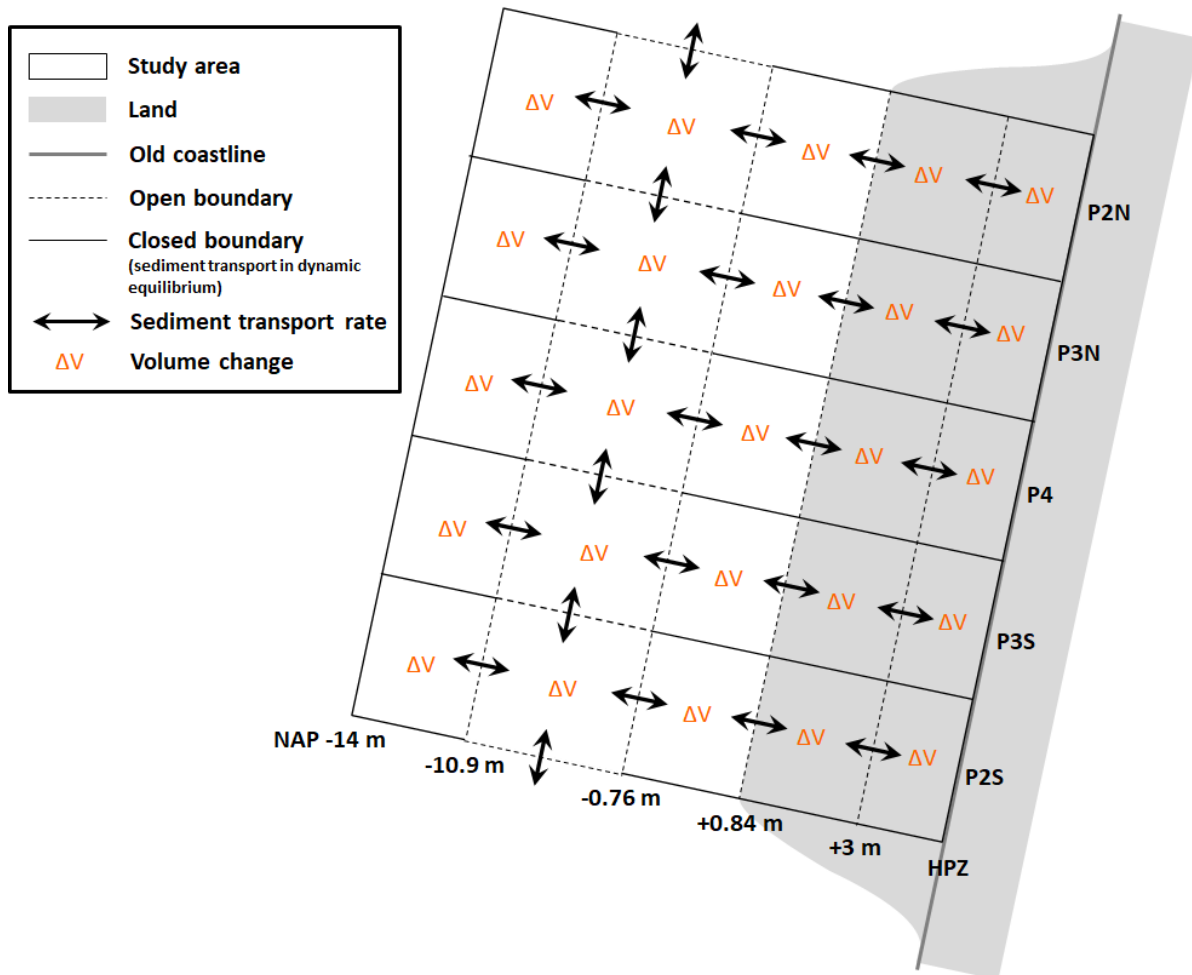 Study area
Land
Old coastline
Open boundary
Closed boundary
(sediment transport in dynamic
equilibrium)
Sediment transport rate
ΔV Volume change
ΔV ΔV ΔV ΔV ΔV
P2N
ΔV ΔV ΔV ΔV ΔV
P3N
ΔV ΔV ΔV ΔV ΔV
P4
ΔV ΔV ΔV ΔV ΔV
P3S
ΔV ΔV ΔV ΔV ΔV
P2S
NAP -14 m
-10.9 m
-0.76 m
+0.84 m
+3 m
HPZ